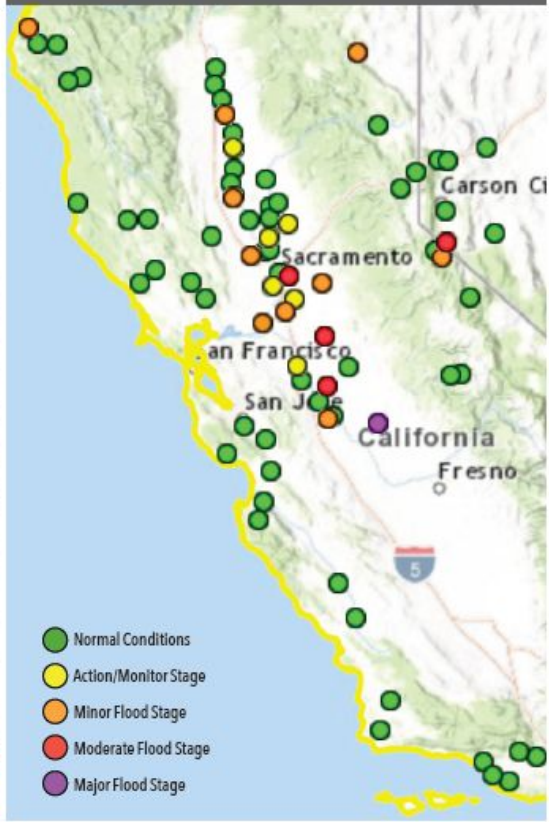 Carson Ci
Sacramento
an Francisco
San Jose
California
Fresno
5
Normal Conditions
Action/Monitor Stage
Minor Flood Stage
Moderate Flood Stage
Major Flood Stage